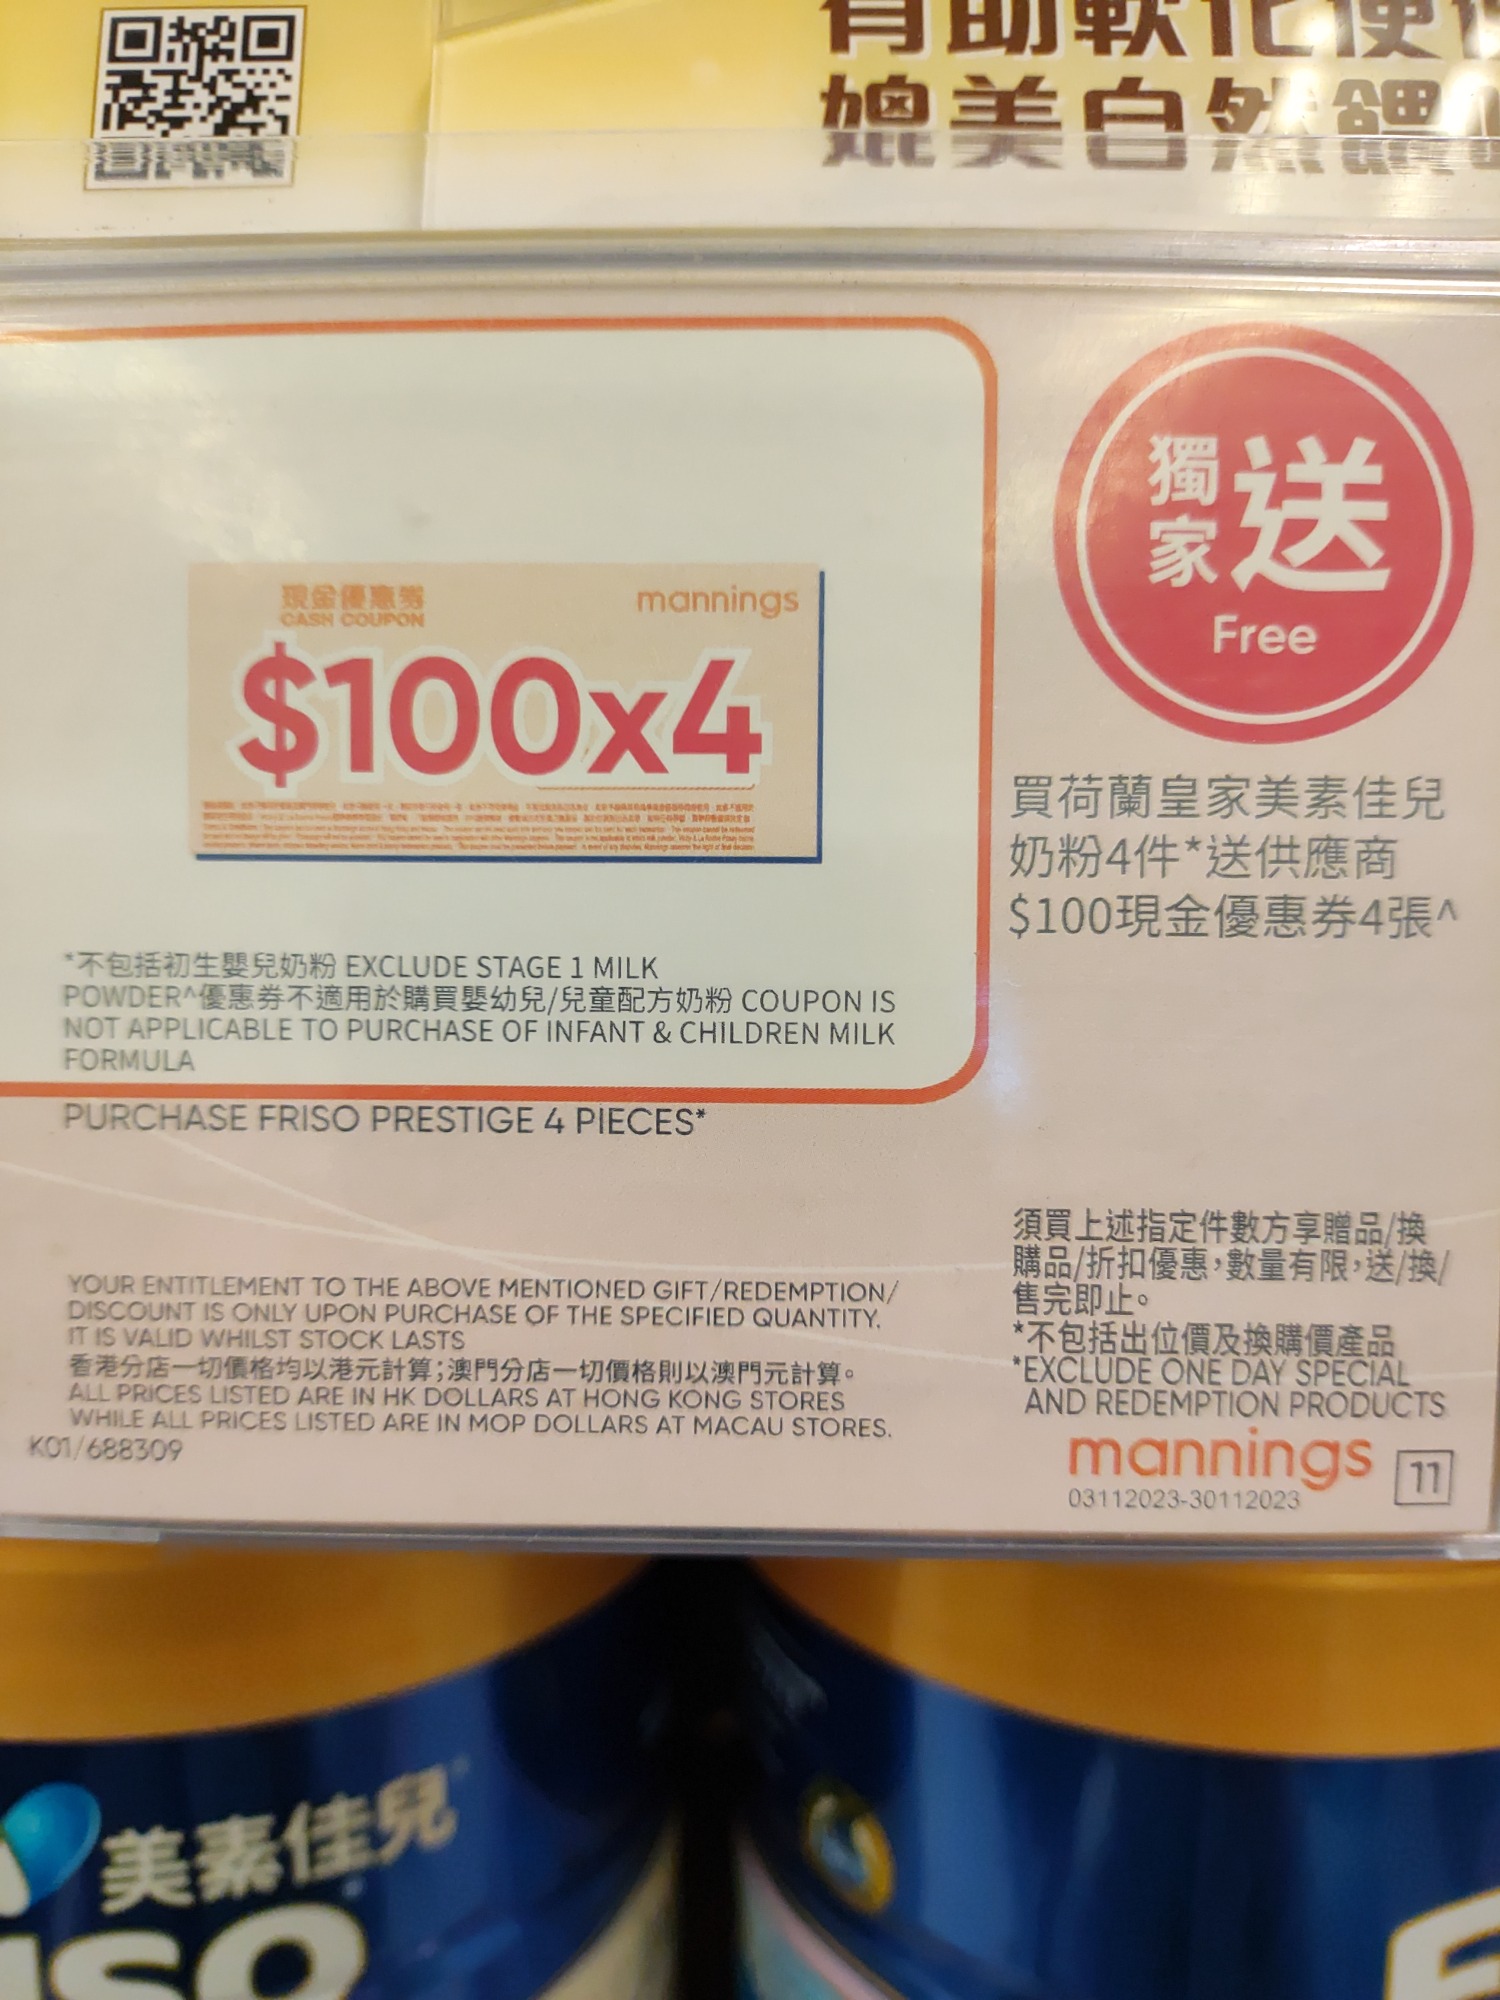 有助軟化便
媲美自然
獨家送
Free
現金優惠券
CASH COUPON
mannings
$100x4
買荷蘭皇家美素佳兒
奶粉4件*送供應商
$100現金優惠券4張^
*不包括初生嬰兒奶粉 EXCLUDE STAGE 1 MILK
POWDER^優惠券不適用於購買嬰幼兒/兒童配方奶粉 COUPON IS
NOT APPLICABLE TO PURCHASE OF INFANT & CHILDREN MILK
FORMULA
PURCHASE FRISO PRESTIGE 4 PIECES*
YOUR ENTITLEMENT TO THE ABOVE MENTIONED GIFT/REDEMPTION/
DISCOUNT IS ONLY UPON PURCHASE OF THE SPECIFIED QUANTITY.
IT IS VALID WHILST STOCK LASTS
香港分店一切價格均以港元計算;澳門分店一切價格則以澳門元計算。
ALL PRICES LISTED ARE IN HK DOLLARS AT HONG KONG STORES
WHILE ALL PRICES LISTED ARE IN MOP DOLLARS AT MACAU STORES.
K01/688309
須買上述指定件數方享贈品/換
購品/折扣優惠,數量有限,送/換/
售完即止。
*不包括出位價及換購價產品
*EXCLUDE ONE DAY SPECIAL
AND REDEMPTION PRODUCTS
mannings
11
03112023-30112023
美素佳兒